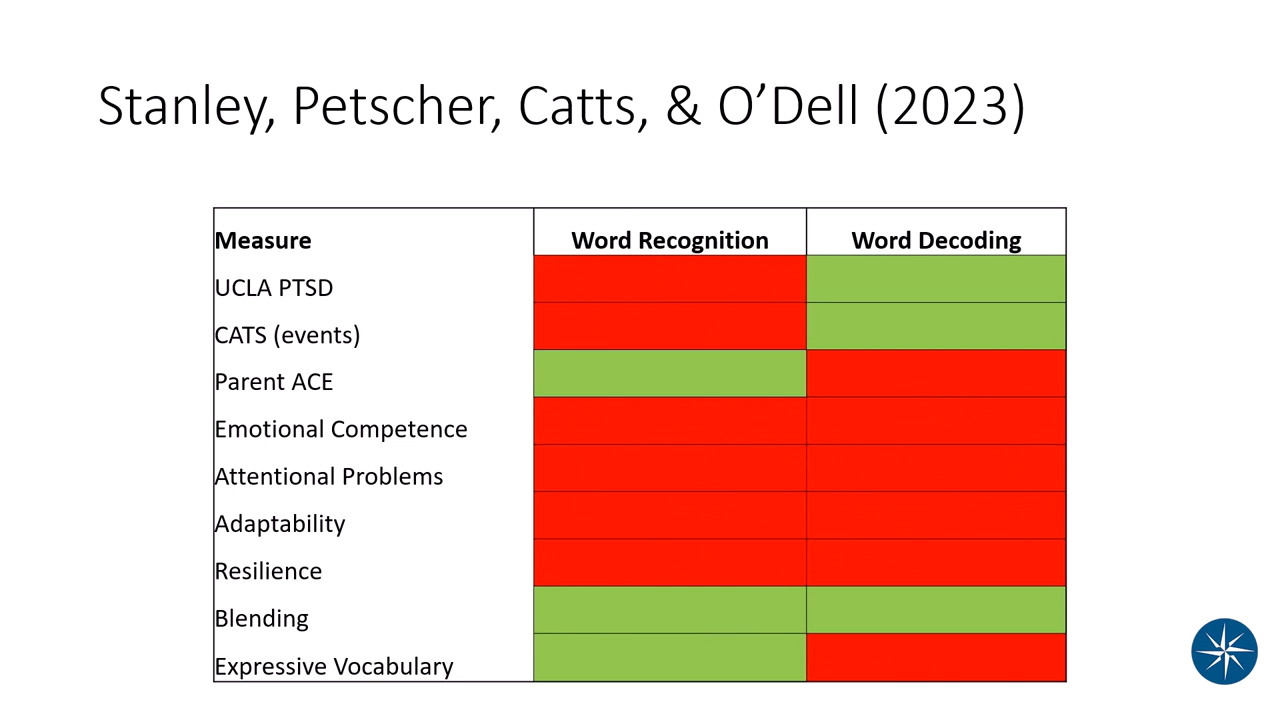 Stanley, Petscher, Catts, & O’Dell (2023)
Measure Word Recognition Word Decoding
UCLA PTSD
CATS (events)
Parent ACE
Emotional Competence
Attentional Problems
Adaptability
Resilience
Blending
Expressive Vocabulary